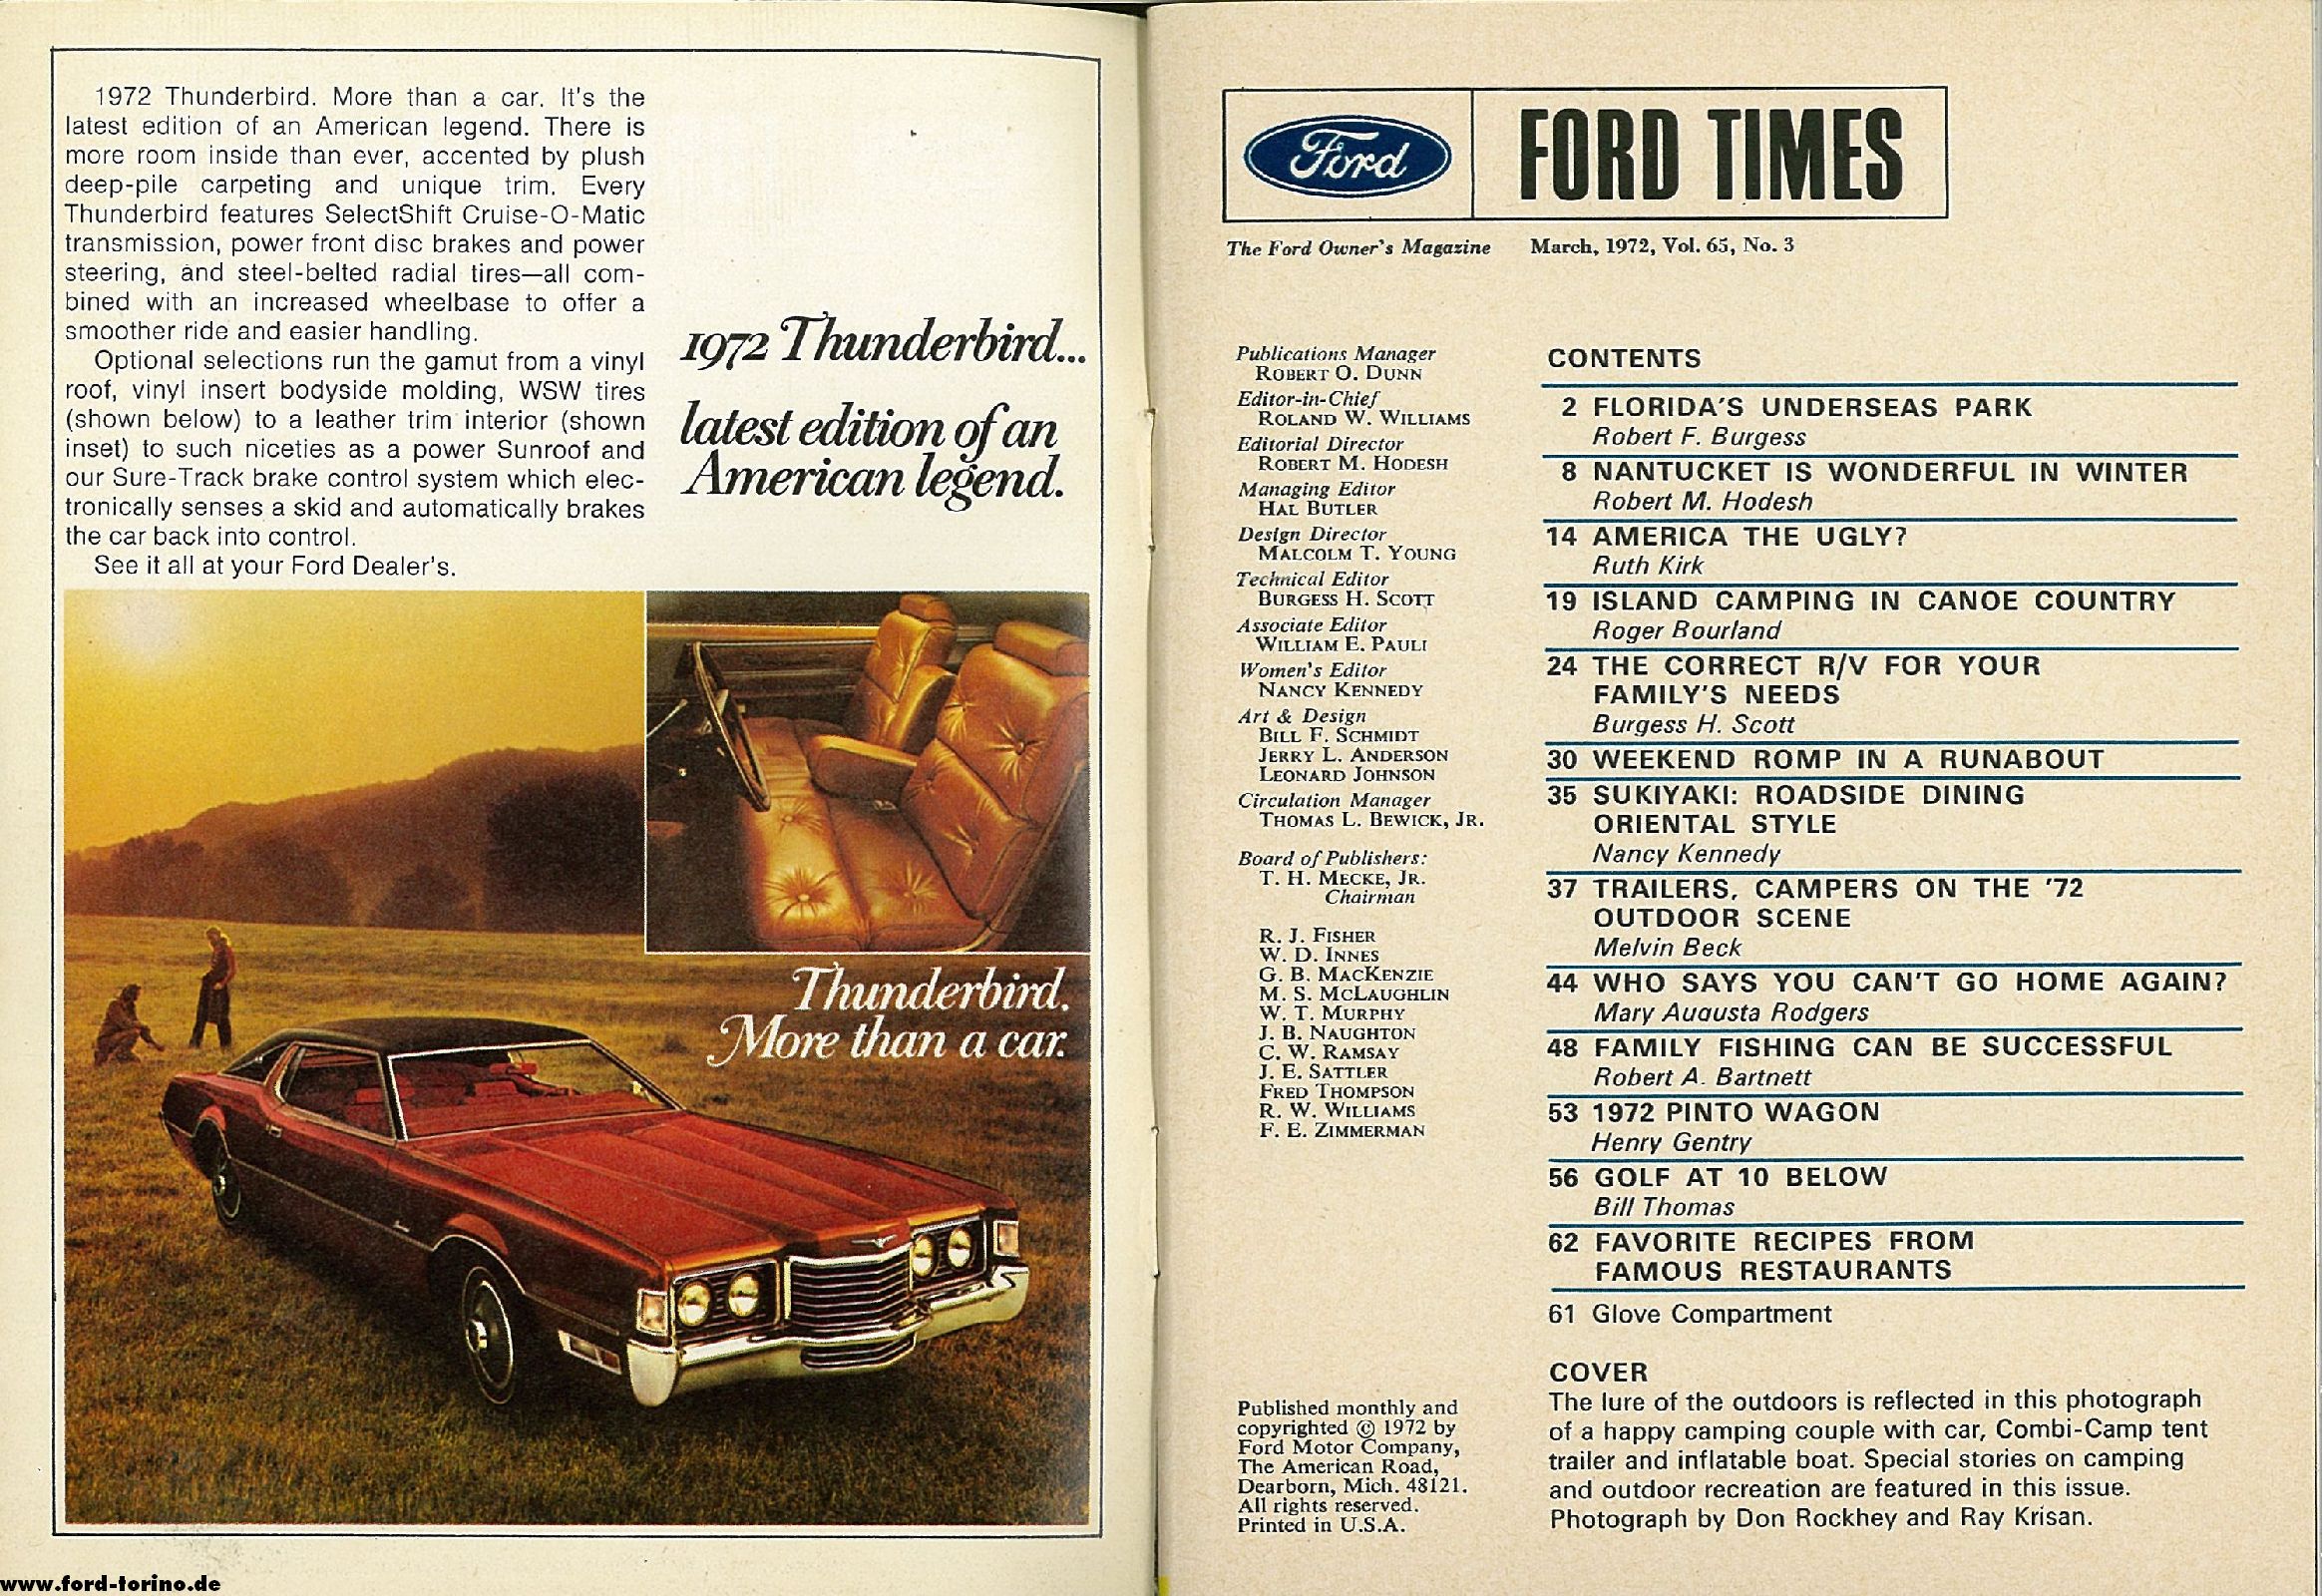 1972 Thunderbird. More than a car. It's the
latest edition of an American legend. There is
more room inside than ever, accented by plush
deep-pile carpeting and unique trim. Every
Thunderbird features SelectShift Cruise-O-Matic
transmission, power front disc brakes and power
steering, and steel-belted radial tires—all com-
bined with an increased wheelbase to offer a
smoother ride and easier handling.
Optional selections run the gamut from a vinyl
roof, vinyl insert bodyside molding, WSW tires
(shown below) to a leather trim interior (shown
inset) to such niceties as a power Sunroof and
our Sure-Track brake control system which elec-
tronically senses a skid and automatically brakes
the car back into control.
See it all at your Ford Dealer's.
1972 Thunderbird...
latest edition of an
American legend.
Thunderbird.
More than a car.
Ford
FORD TIMES
The Ford Owner's Magazine March, 1972, Vol. 65, No. 3
Publications Manager
ROBERT O. DUNN
Editor-in-Chief
ROLAND W. WILLIAMS
Editorial Director
ROBERT M. HODESH
Managing Editor
HAL BUTLER
Design Director
MALCOLM T. YOUNG
Technical Editor
BURGESS H. SCOTT
Associate Editor
WILLIAM E. PAULI
Women's Editor
NANCY KENNEDY
Art & Design
BILL F. SCHMIDT
JERRY L. ANDERSON
LEONARD JOHNSON
Circulation Manager
THOMAS L. BEWICK, JR.
Board of Publishers:
T. H. MECKE, JR.
Chairman
R. J. FISHER
W. D. INNES
G. B. MACKENZIE
M. S. MCLAUGHLIN
W. T. MURPHY
J. B. NAUGHTON
C. W. RAMSAY
J. E. SATTLER
FRED THOMPSON
R. W. WILLIAMS
F. E. ZIMMERMAN
Published monthly and
copyrighted © 1972 by
Ford Motor Company,
The American Road,
Dearborn, Mich. 48121.
All rights reserved.
Printed in U.S.A.
CONTENTS
2 FLORIDA'S UNDERSEAS PARK
Robert F. Burgess
8 NANTUCKET IS WONDERFUL IN WINTER
Robert M. Hodesh
14 AMERICA THE UGLY?
Ruth Kirk
19 ISLAND CAMPING IN CANOE COUNTRY
Roger Bourland
24 THE CORRECT R/V FOR YOUR
FAMILY'S NEEDS
Burgess H. Scott
30 WEEKEND ROMP IN A RUNABOUT
35 SUKIYAKI: ROADSIDE DINING
ORIENTAL STYLE
Nancy Kennedy
37 TRAILERS, CAMPERS ON THE '72
OUTDOOR SCENE
Melvin Beck
44 WHO SAYS YOU CAN'T GO HOME AGAIN?
Mary Augusta Rodgers
48 FAMILY FISHING CAN BE SUCCESSFUL
Robert A. Bartnett
53 1972 PINTO WAGON
Henry Gentry
56 GOLF AT 10 BELOW
Bill Thomas
62 FAVORITE RECIPES FROM
FAMOUS RESTAURANTS
61 Glove Compartment
COVER
The lure of the outdoors is reflected in this photograph
of a happy camping couple with car, Combi-Camp tent
trailer and inflatable boat. Special stories on camping
and outdoor recreation are featured in this issue.
Photograph by Don Rockhey and Ray Krisan.
www.ford-torino.de